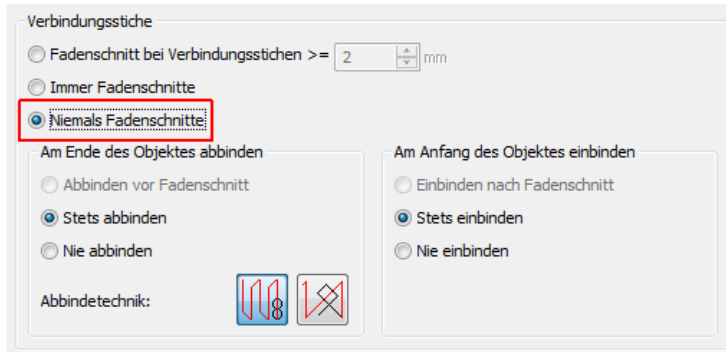 Verbindungsstiche
Fadenschnitt bei Verbindungsstichen >= 2 mm
Immer Fadenschnitte
Niemals Fadenschnitte
Am Ende des Objektes abbinden
Abbinden vor Fadenschnitt
Stets abbinden
Nie abbinden
Abbindetechnik:
Am Anfang des Objektes einbinden
Einbinden nach Fadenschnitt
Stets einbinden
Nie einbinden